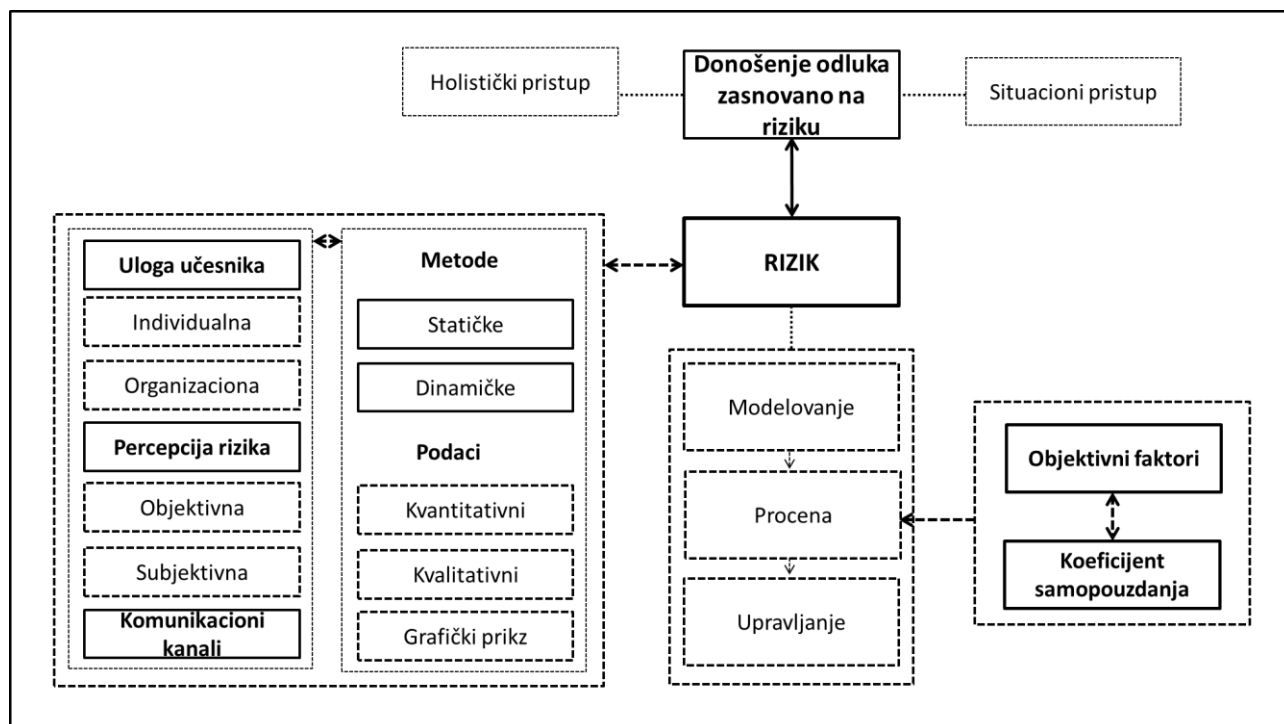 Holistički pristup
Donošenje odluka
zasnovano na
riziku
Situacioni pristup
RIZIK
Uloga učesnika
Individualna
Organizaciona
Percepcija rizika
Objektivna
Subjektivna
Komunikacioni
kanali
Metode
Statičke
Dinamičke
Podaci
Kvantitativni
Kvalitativni
Grafički prikz
Modelovanje
Procena
Upravljanje
Objektivni faktori
Koeficijent
samopouzdanja